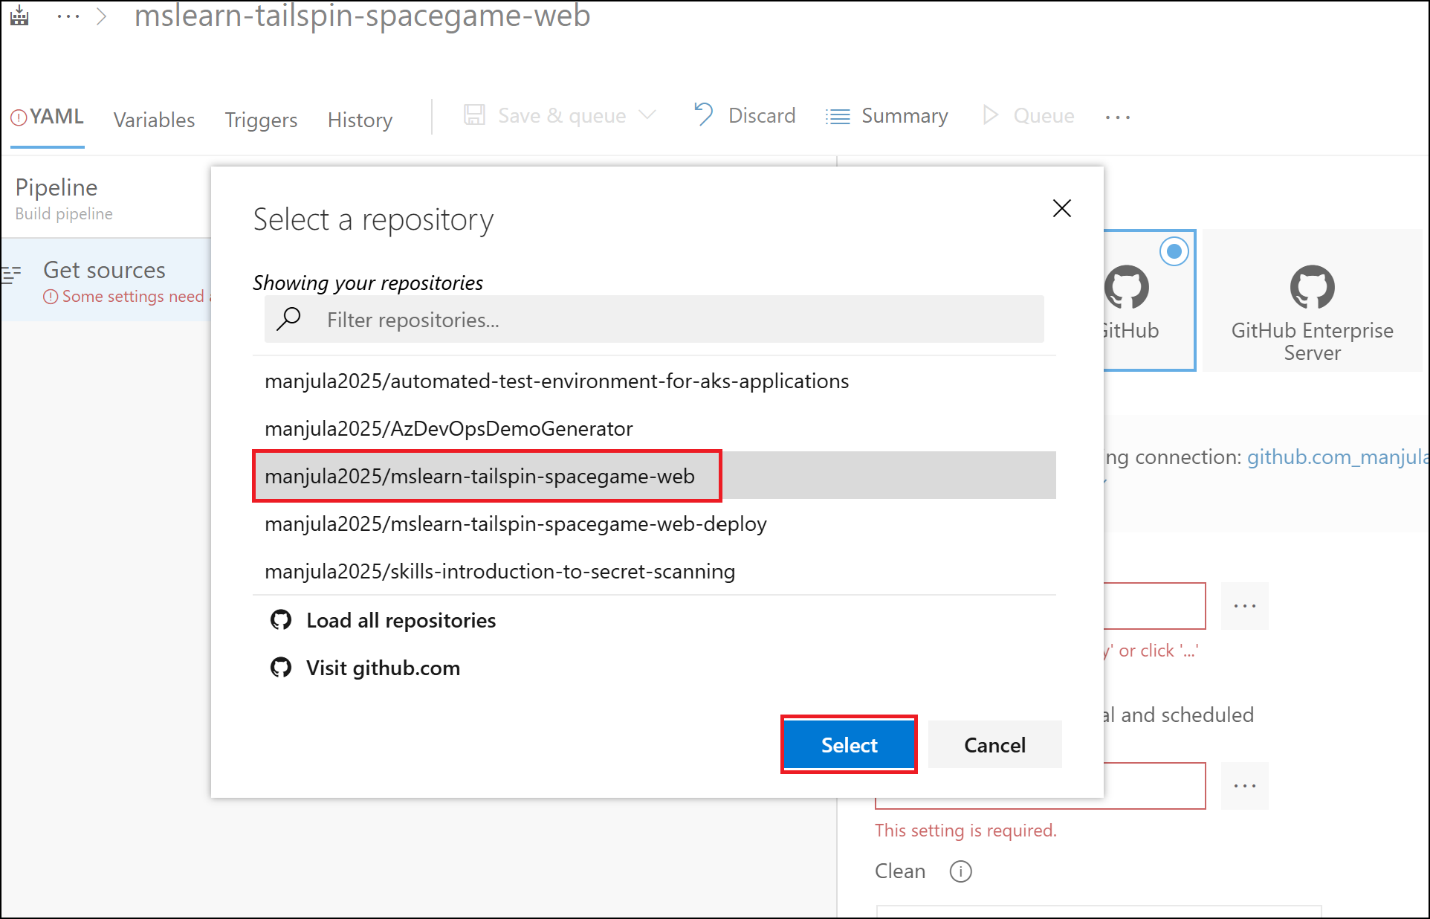 ... > mslearn-tailspin-spacegame-web
YAML Variables Triggers History Save & queue Discard Summary Queue ...
Pipeline
Build pipeline
Get sources
Some settings need
Select a repository
Showing your repositories
Filter repositories...
manjula2025/automated-test-environment-for-aks-applications
manjula2025/AzDevOpsDemoGenerator
manjula2025/mslearn-tailspin-spacegame-web
manjula2025/mslearn-tailspin-spacegame-web-deploy
manjula2025/skills-introduction-to-secret-scanning
Load all repositories
Visit github.com
Select Cancel
GitHub
GitHub Enterprise
Server
ng connection: github.com_manjula
...
y' or click '...'
al and scheduled
...
This setting is required.
Clean